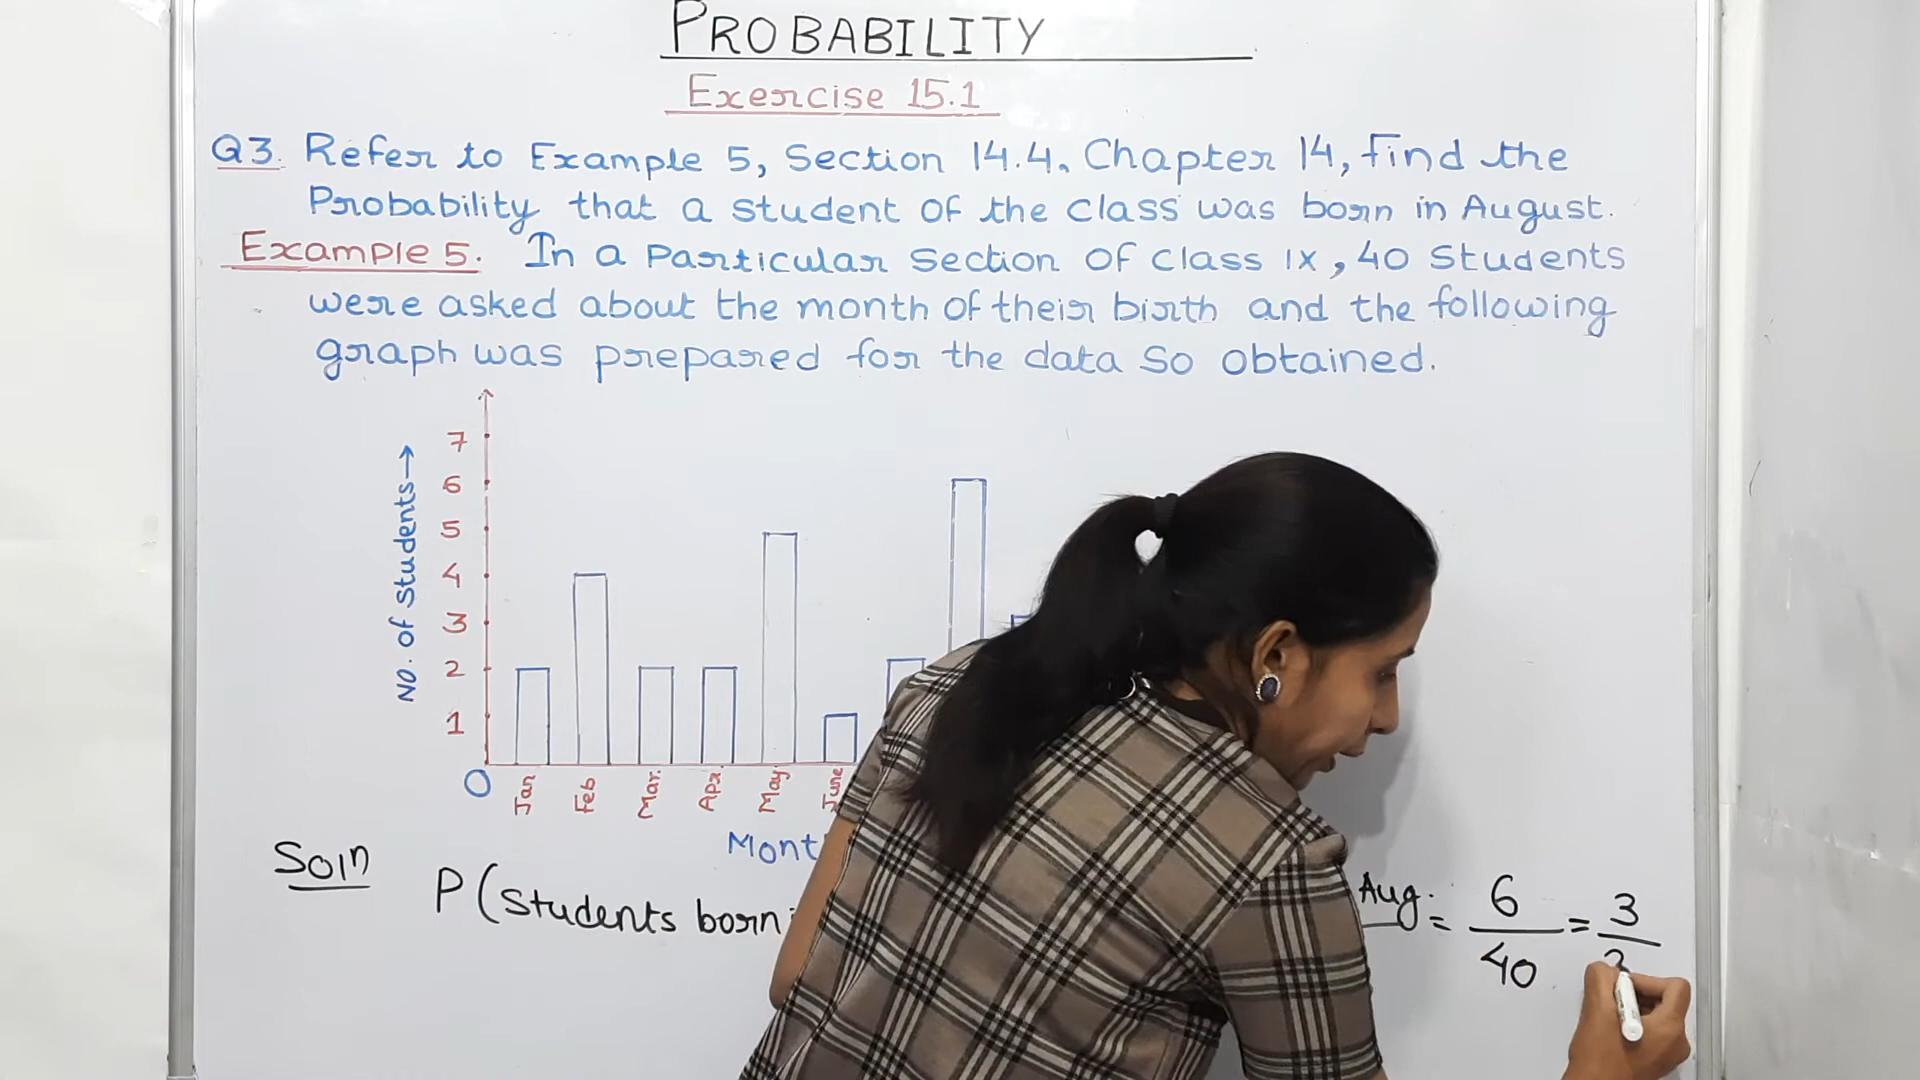 PROBABILITY
Exercise 15.1
Q3. Refer to Example 5, Section 14.4, Chapter 14, find the
Probability that a student of the class was born in August.
Example 5. In a Particular section of class IX, 40 Students
were asked about the month of their birth and the following
graph was prepared for the data so obtained.
No. of Students→
7
6
5
4
3
2
1
O
Jan
Feb
Mar.
Apr.
May
June
Mont
Soln
P(students born
Aug. = 6/40 = 3/